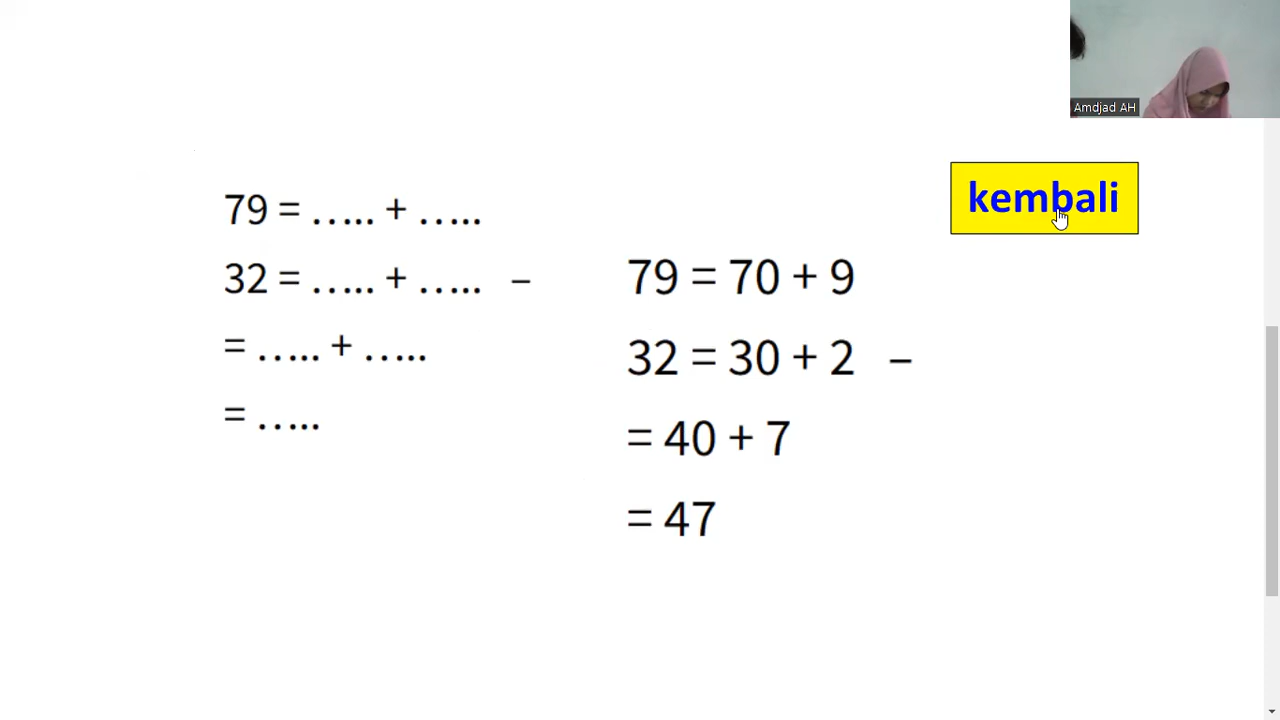 Amdjad AH
kembali
79 = ….. + …..
32 = ….. + ….. –
= ….. + …..
= …..
79 = 70 + 9
32 = 30 + 2 –
= 40 + 7
= 47